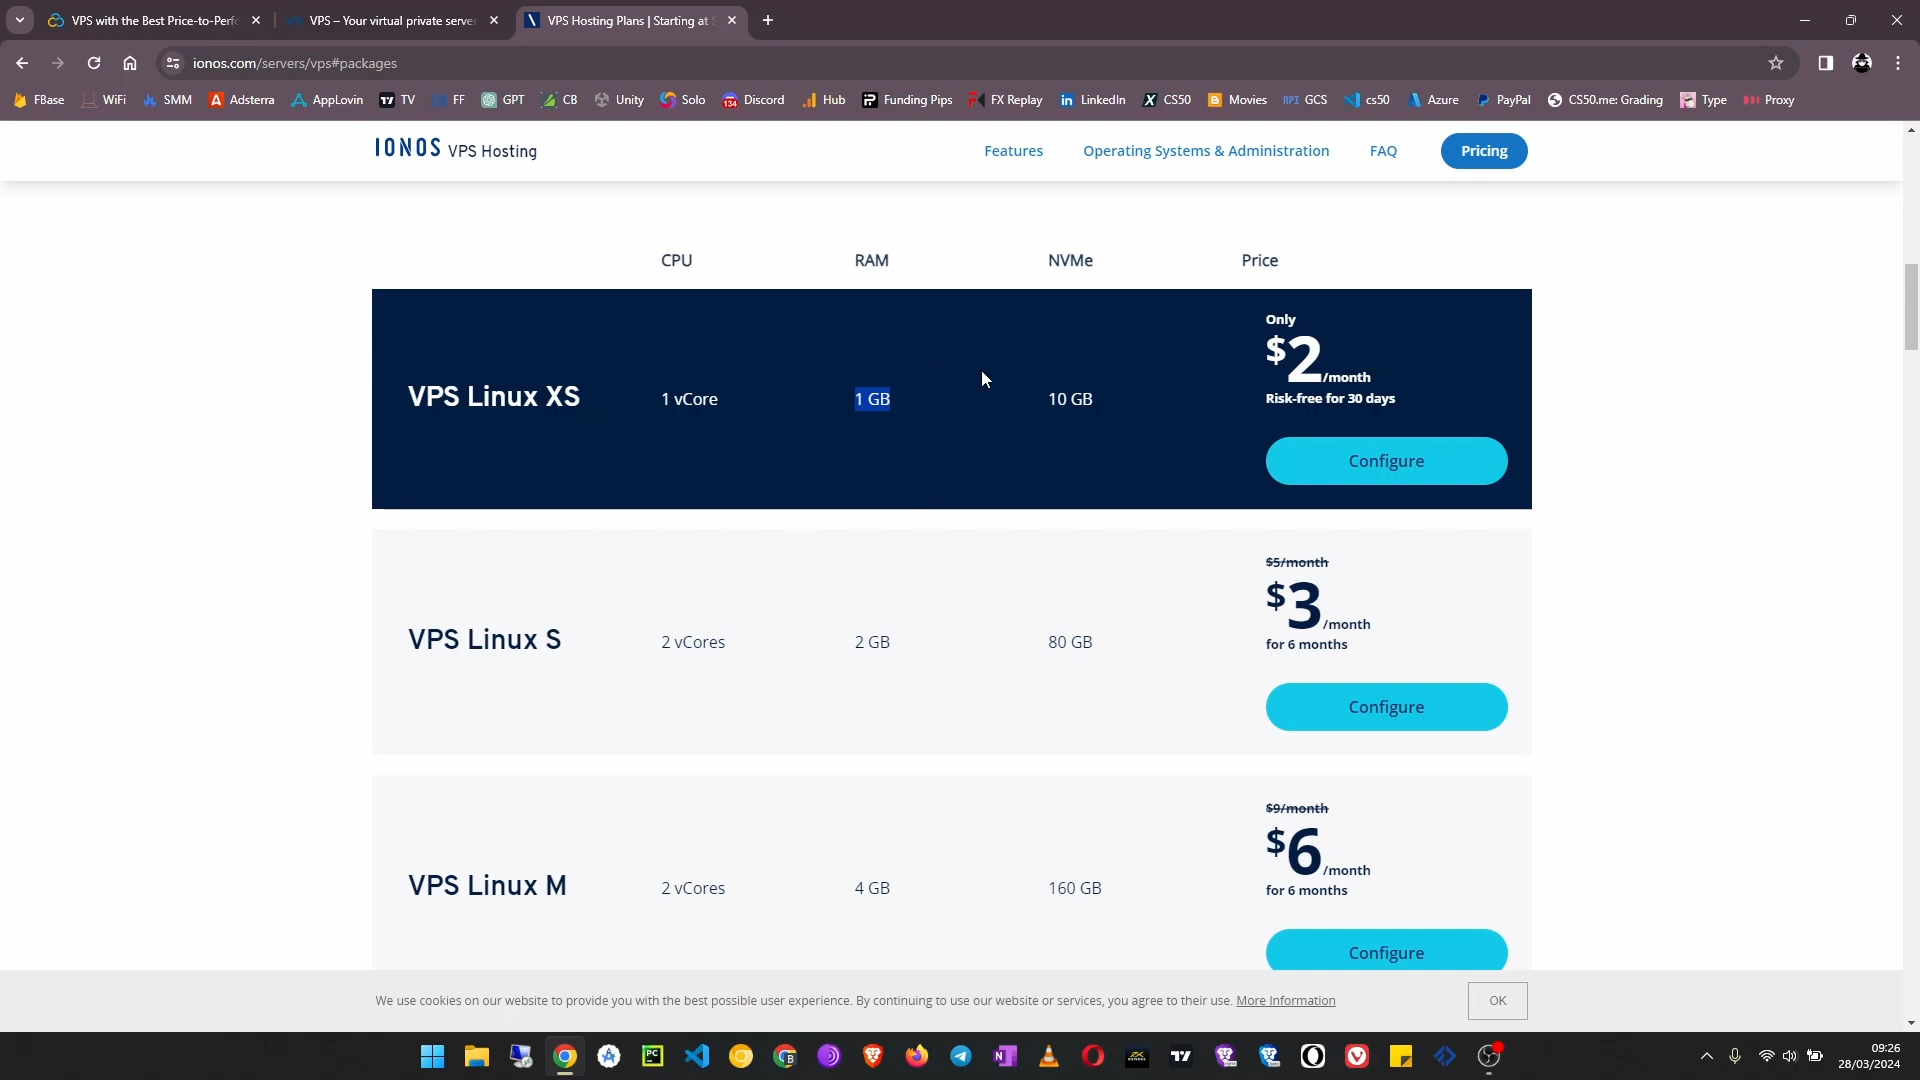 VPS with the Best Price-to-Perfo
VPS – Your virtual private server
VPS Hosting Plans | Starting at $
ionos.com/servers/vps#packages
FBase
WiFi
SMM
Adsterra
AppLovin
TV
FF
GPT
CB
Unity
Solo
134
Discord
Hub
Funding Pips
FX Replay
LinkedIn
CS50
Movies
API GCS
cs50
Azure
PayPal
CS50.me: Grading
Type
Proxy
IONOS VPS Hosting
Features
Operating Systems & Administration
FAQ
Pricing
CPU
RAM
NVMe
Price
VPS Linux XS
1 vCore
1 GB
10 GB
Only
$2/month
Risk-free for 30 days
Configure
VPS Linux S
2 vCores
2 GB
80 GB
$5/month
$3/month
for 6 months
Configure
VPS Linux M
2 vCores
4 GB
160 GB
$9/month
$6/month
for 6 months
Configure
We use cookies on our website to provide you with the best possible user experience. By continuing to use our website or services, you agree to their use. More Information
OK
09:26
28/03/2024